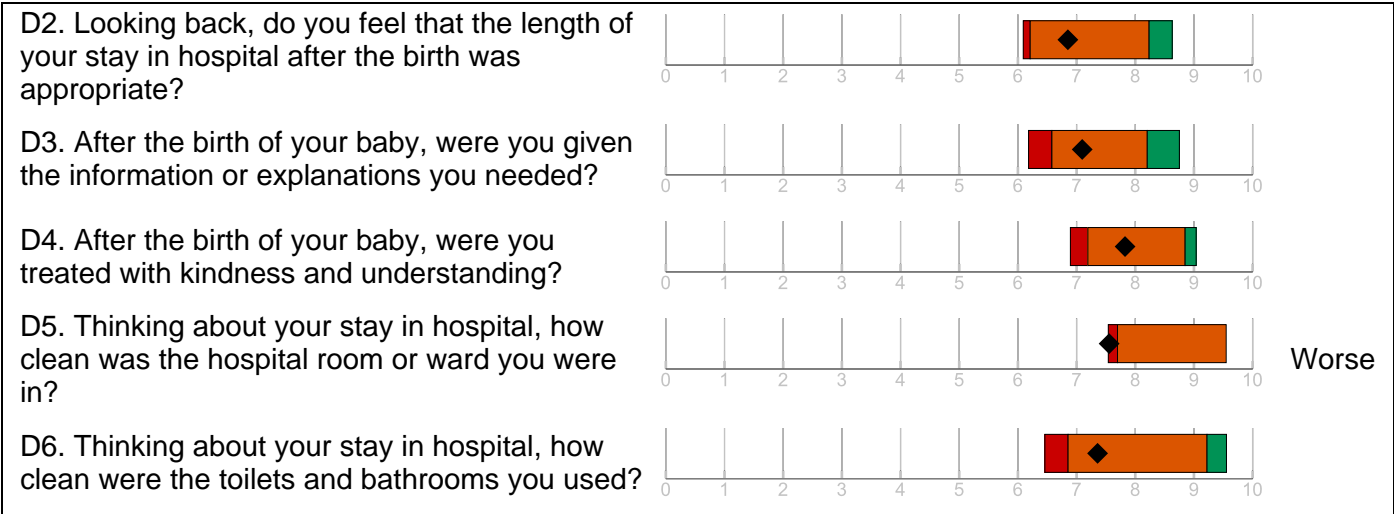 D2. Looking back, do you feel that the length of
your stay in hospital after the birth was
appropriate?
0 1 2 3 4 5 6 7 8 9 10
D3. After the birth of your baby, were you given
the information or explanations you needed?
0 1 2 3 4 5 6 7 8 9 10
D4. After the birth of your baby, were you
treated with kindness and understanding?
0 1 2 3 4 5 6 7 8 9 10
D5. Thinking about your stay in hospital, how
clean was the hospital room or ward you were
in?
0 1 2 3 4 5 6 7 8 9 10
Worse
D6. Thinking about your stay in hospital, how
clean were the toilets and bathrooms you used?
0 1 2 3 4 5 6 7 8 9 10